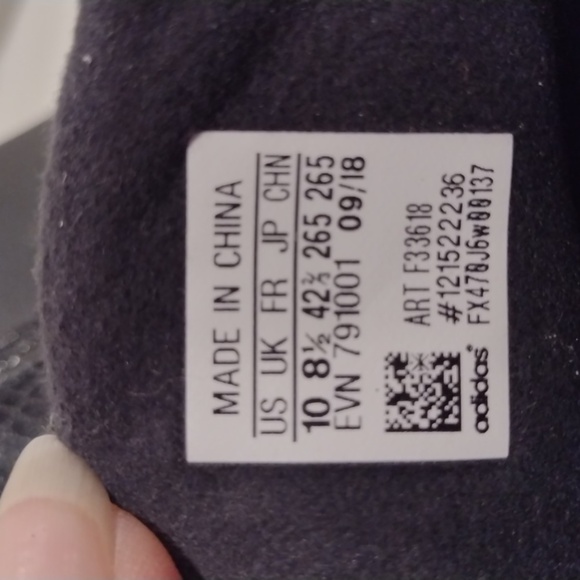 MADE IN CHINA
US UK FR JP CHN
10 8½ 42⅔ 265 265
EVN 791001 09/18
ART F33618
#121522236
FX470J6W00137
adidas